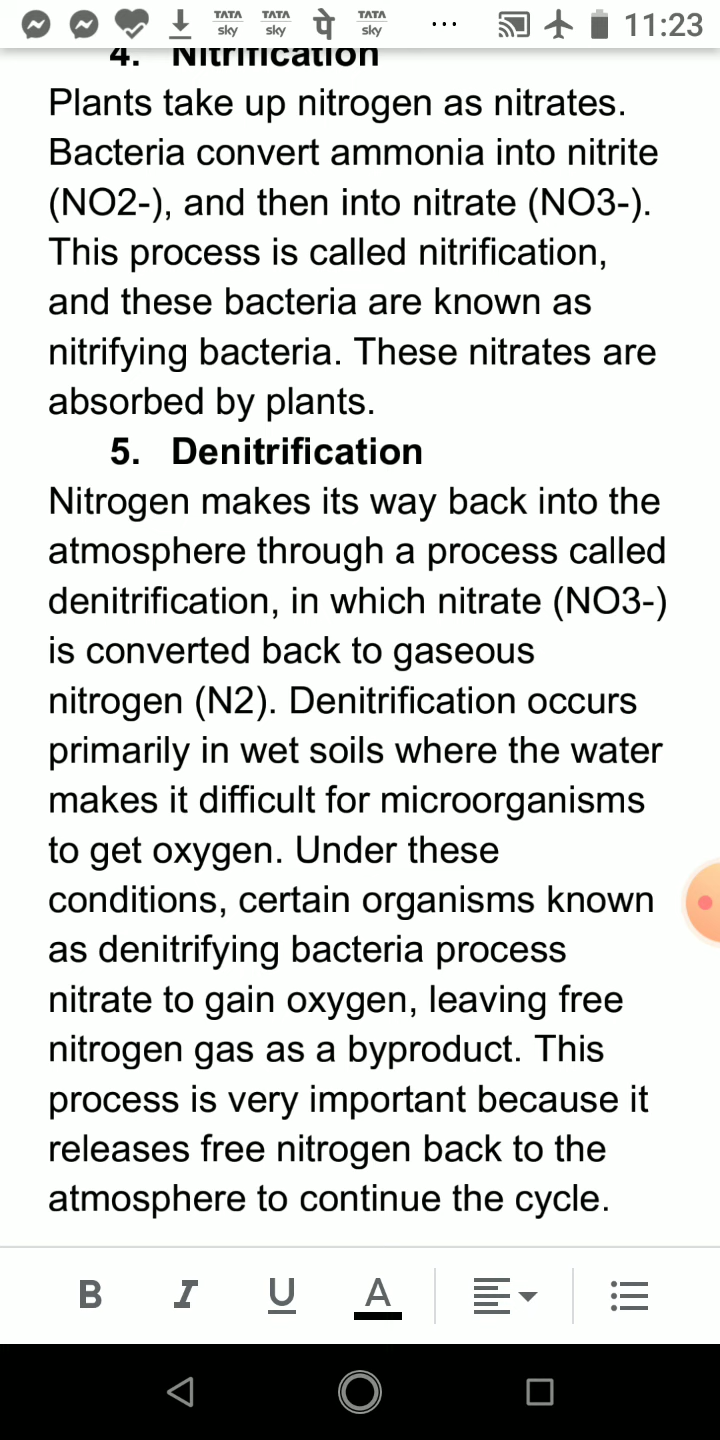 TATA sky TATA sky पे TATA sky ... 11:23
4. Nitrification
Plants take up nitrogen as nitrates.
Bacteria convert ammonia into nitrite
(NO2-), and then into nitrate (NO3-).
This process is called nitrification,
and these bacteria are known as
nitrifying bacteria. These nitrates are
absorbed by plants.
5. Denitrification
Nitrogen makes its way back into the
atmosphere through a process called
denitrification, in which nitrate (NO3-)
is converted back to gaseous
nitrogen (N2). Denitrification occurs
primarily in wet soils where the water
makes it difficult for microorganisms
to get oxygen. Under these
conditions, certain organisms known
as denitrifying bacteria process
nitrate to gain oxygen, leaving free
nitrogen gas as a byproduct. This
process is very important because it
releases free nitrogen back to the
atmosphere to continue the cycle.
B I U A